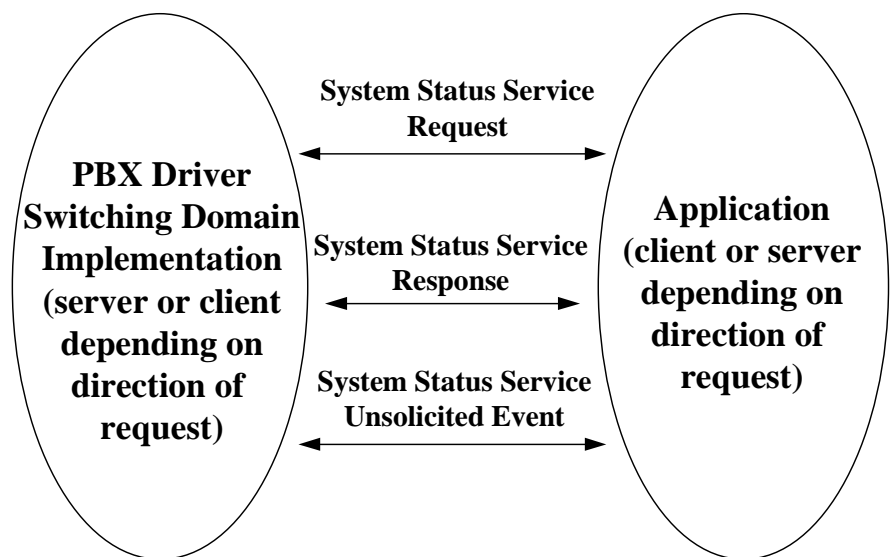 PBX Driver
Switching Domain
Implementation
(server or client
depending on
direction of
request)
System Status Service
Request
System Status Service
Response
System Status Service
Unsolicited Event
Application
(client or server
depending on
direction of
request)